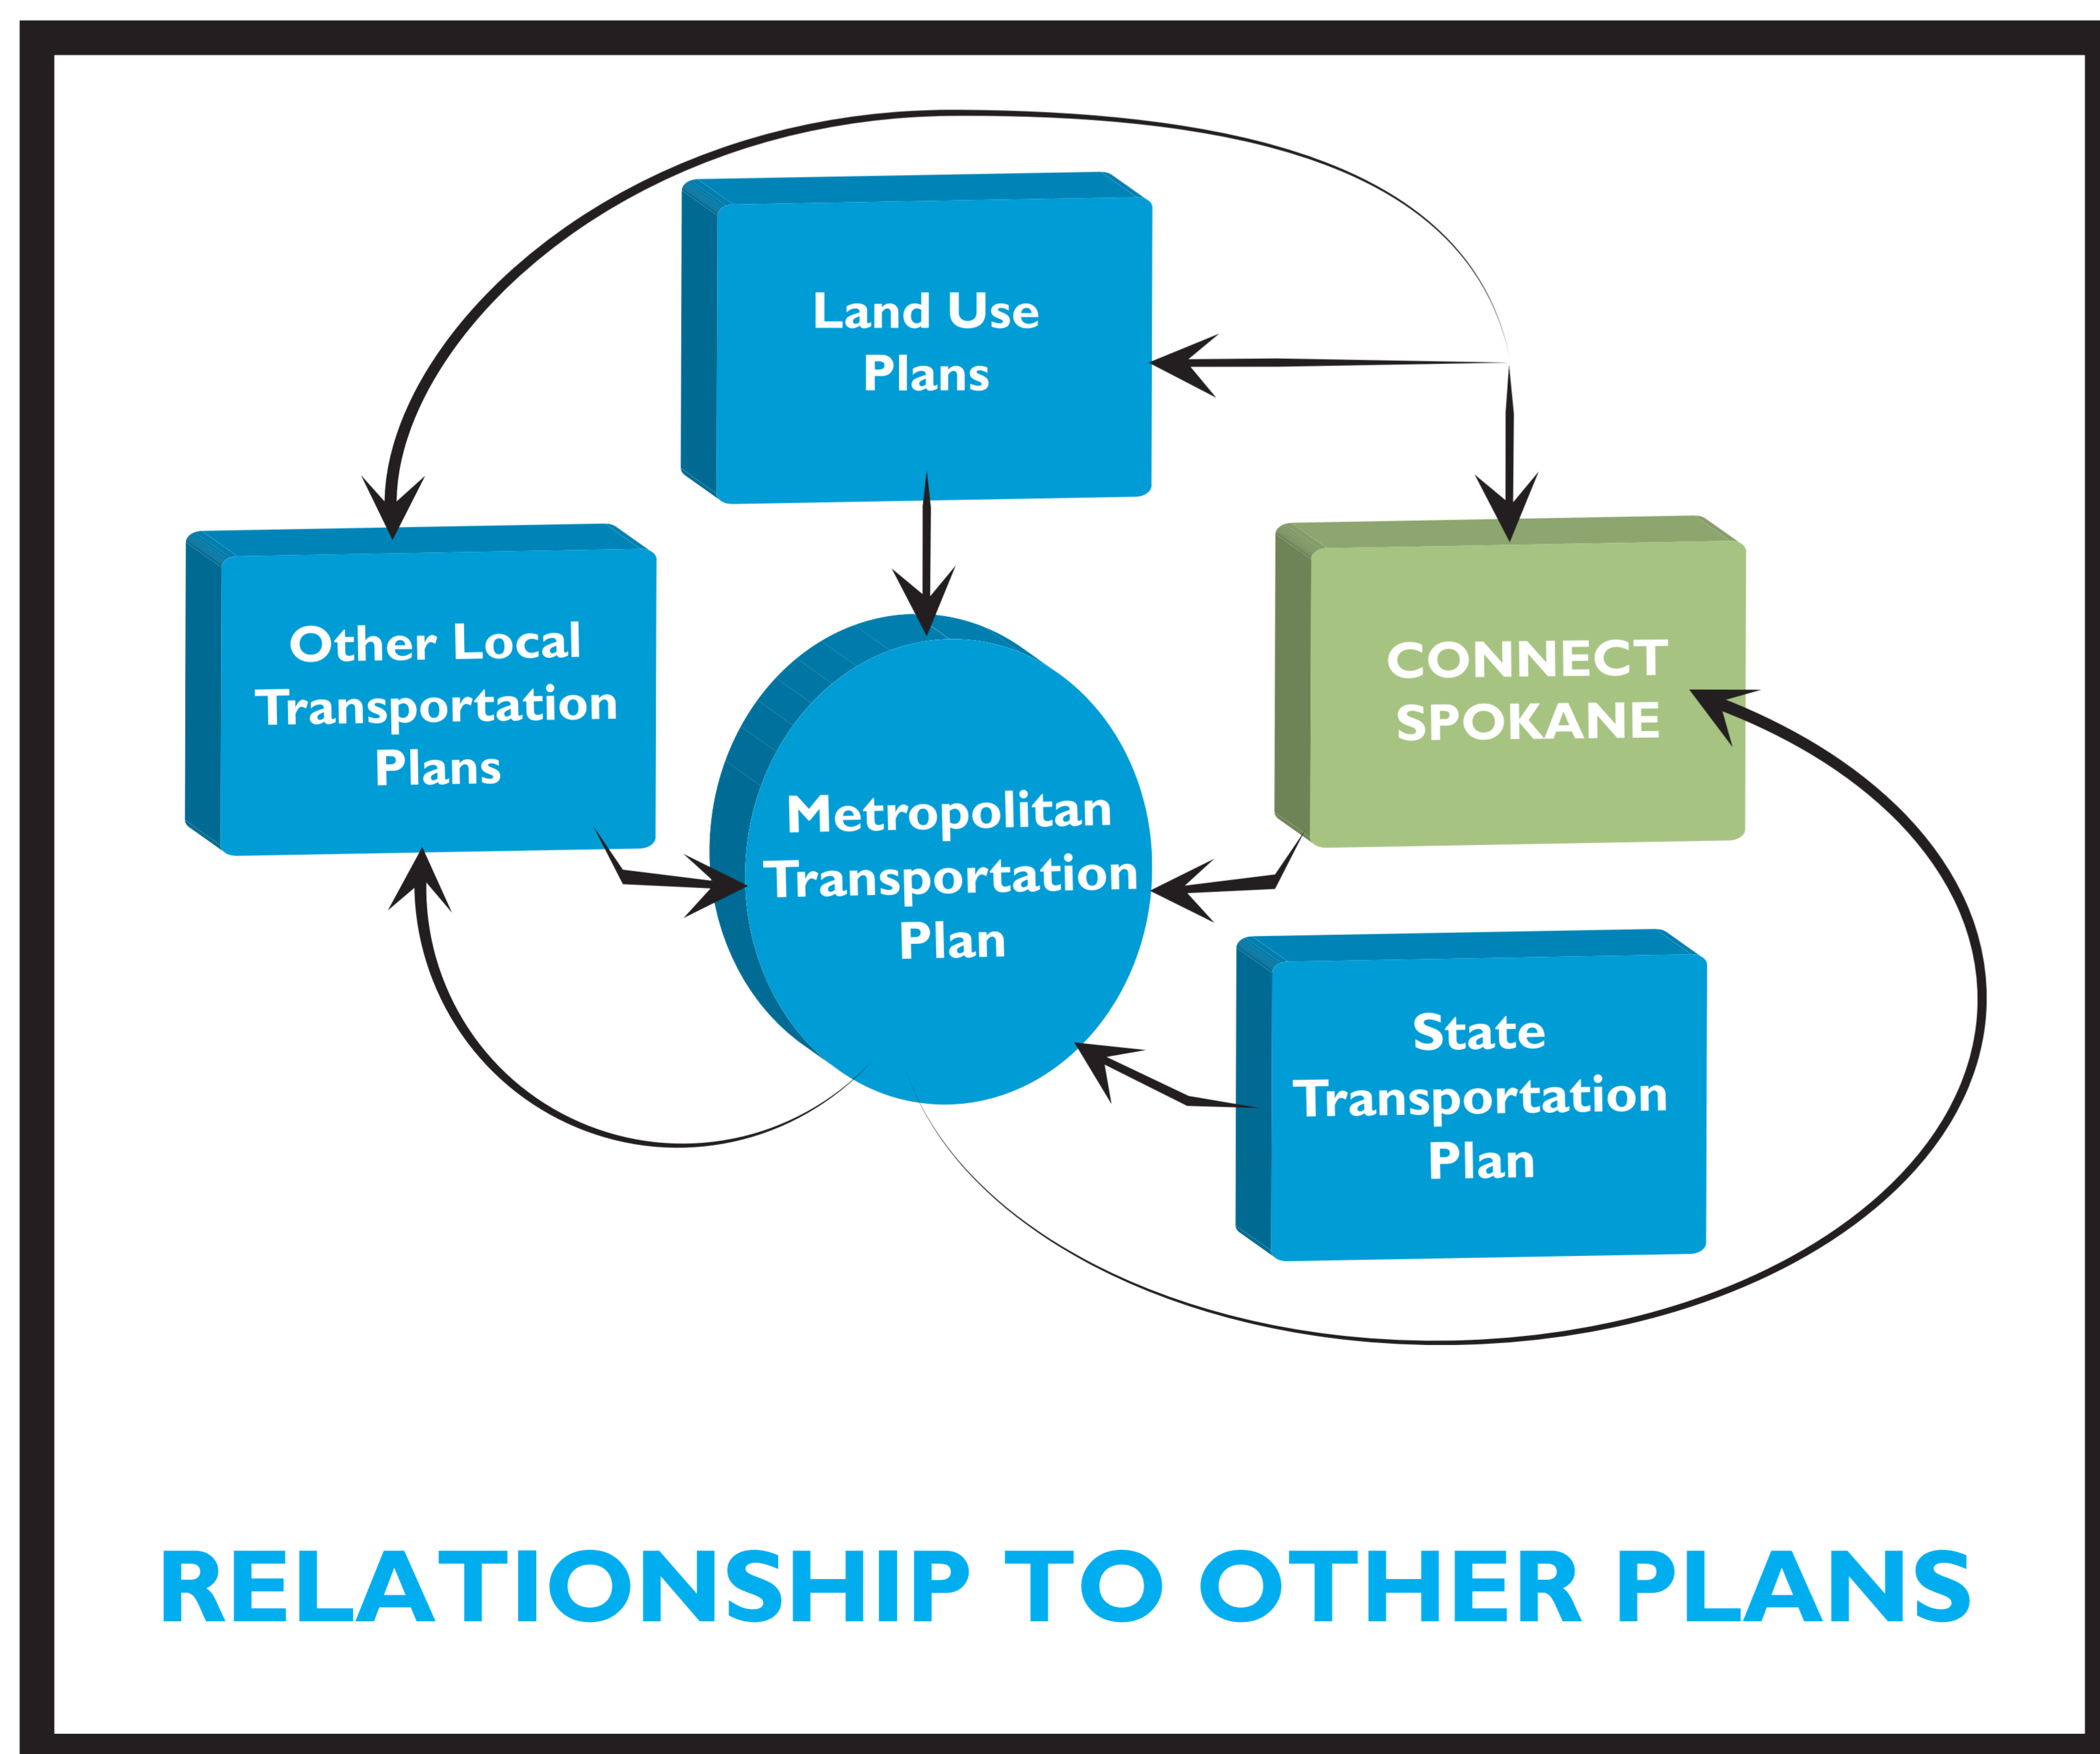 Land Use
Plans
Other Local
Transportation
Plans
CONNECT
SPOKANE
Metropolitan
Transportation
Plan
State
Transportation
Plan
RELATIONSHIP TO OTHER PLANS